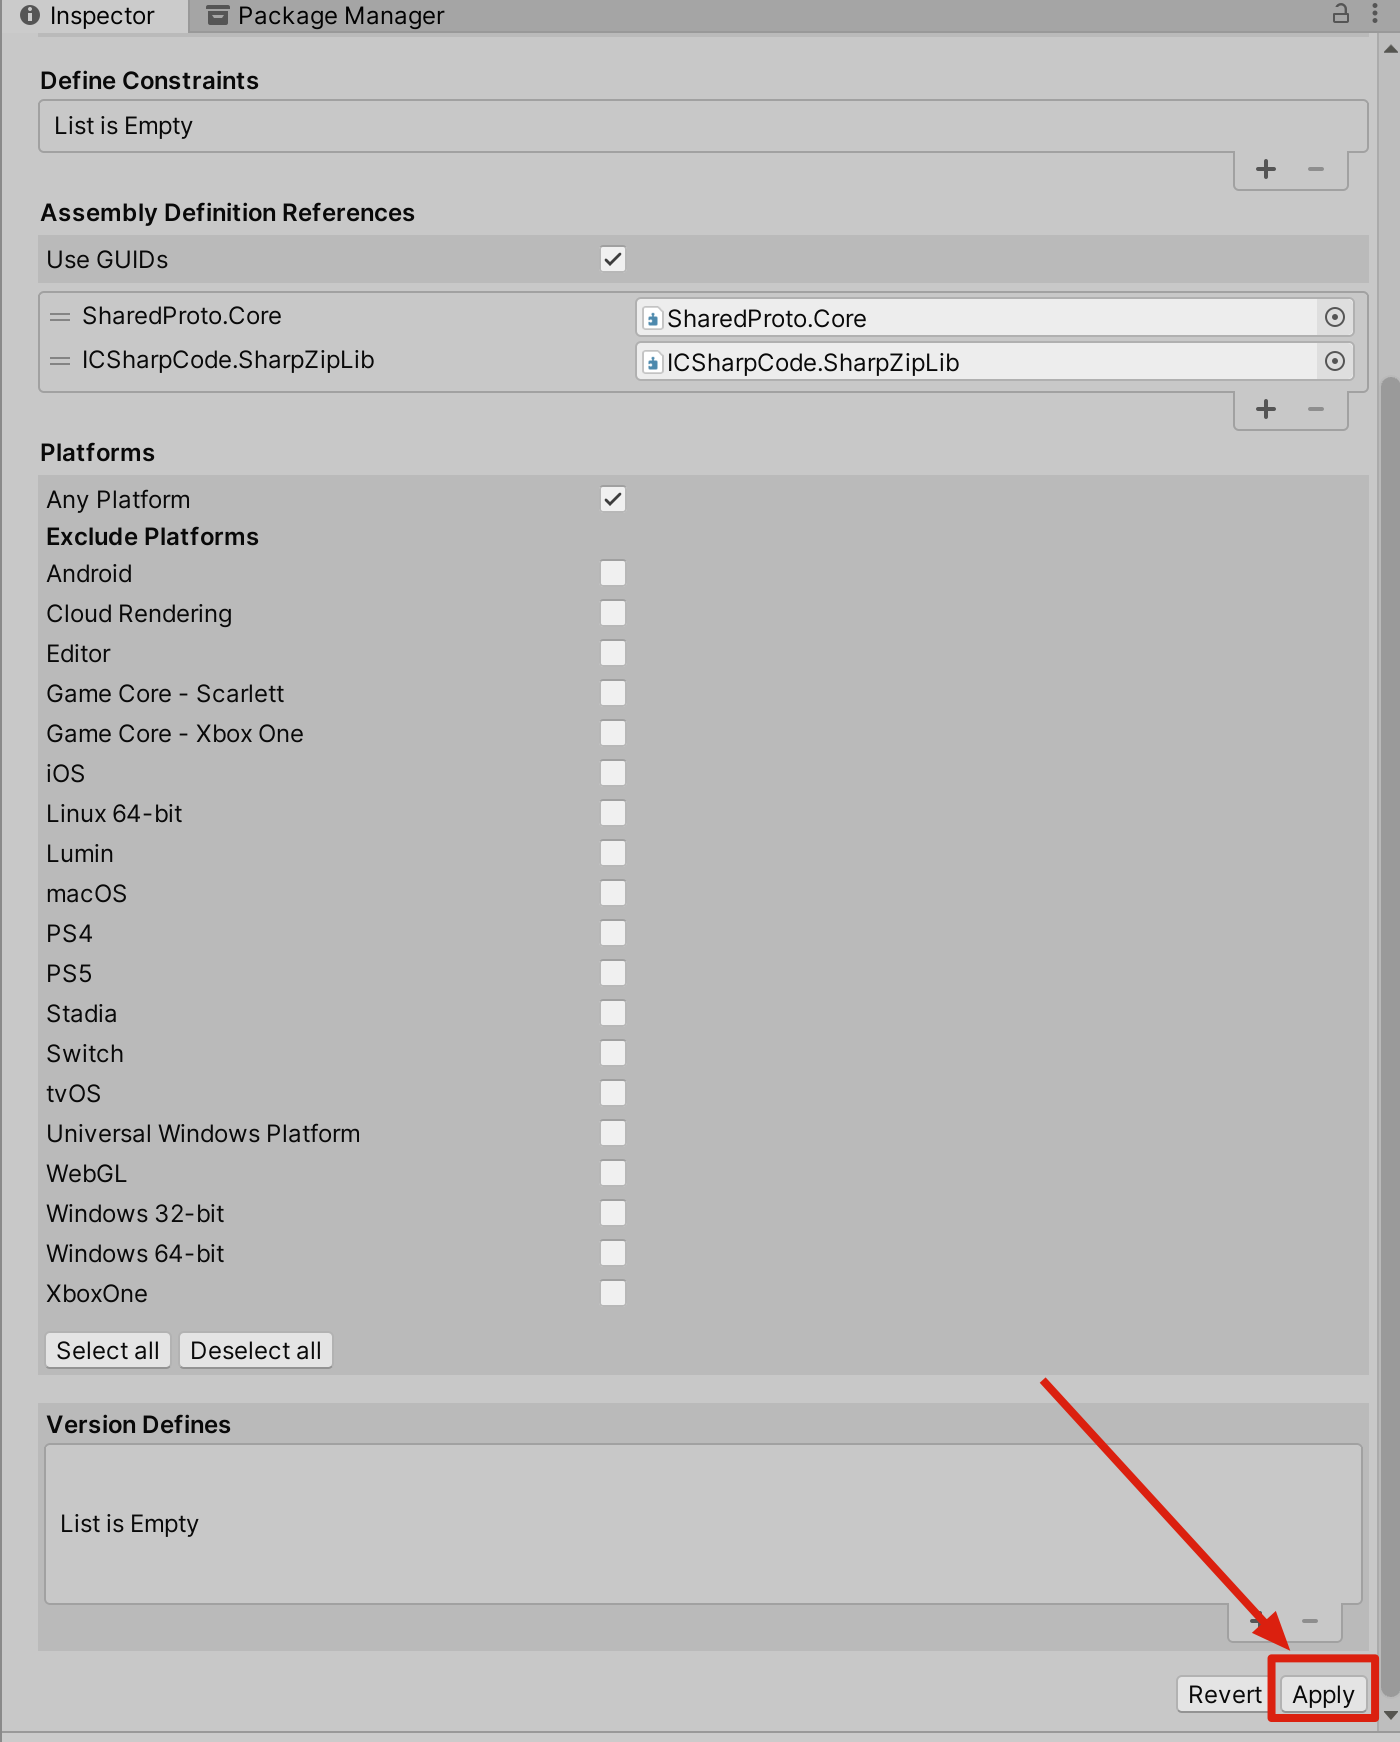 Inspector
Package Manager
Define Constraints
List is Empty
Assembly Definition References
Use GUIDs
SharedProto.Core
SharedProto.Core
ICSharpCode.SharpZipLib
ICSharpCode.SharpZipLib
Platforms
Any Platform
Exclude Platforms
Android
Cloud Rendering
Editor
Game Core - Scarlett
Game Core - Xbox One
iOS
Linux 64-bit
Lumin
macOS
PS4
PS5
Stadia
Switch
tvOS
Universal Windows Platform
WebGL
Windows 32-bit
Windows 64-bit
XboxOne
Select all
Deselect all
Version Defines
List is Empty
Revert
Apply